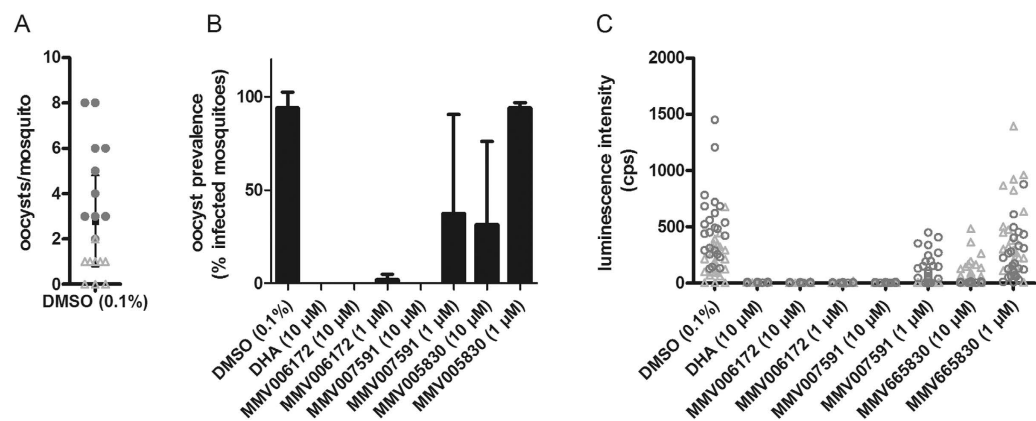 A
oocysts/mosquito
10
8
6
4
2
0
DMSO (0.1%)
B
oocyst prevalence
(% infected mosquitoes)
100
50
0
DMSO (0.1%)
DHA (10 µM)
MMV006172 (10 µM)
MMV006172 (1 µM)
MMV007591 (10 µM)
MMV007591 (1 µM)
MMV005830 (10 µM)
MMV005830 (1 µM)
C
luminescence intensity
(cps)
2000
1500
1000
500
0
DMSO (0.1%)
DHA (10 µM)
MMV006172 (10 µM)
MMV006172 (1 µM)
MMV007591 (10 µM)
MMV007591 (1 µM)
MMV665830 (10 µM)
MMV665830 (1 µM)